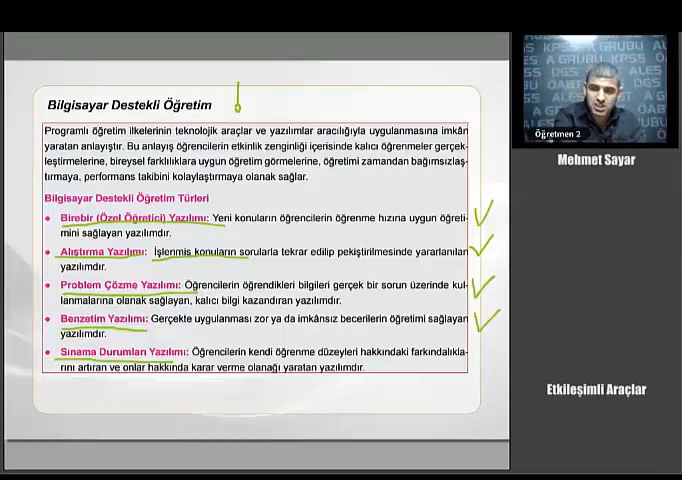 Bilgisayar Destekli Öğretim
Programlı öğretim ilkelerinin teknolojik araçlar ve yazılımlar aracılığıyla uygulanmasına imkân
yaratan anlayıştır. Bu anlayış öğrencilerin etkinlik zenginliği içerisinde kalıcı öğrenmeler gerçek-
leştirmelerine, bireysel farklılıklara uygun öğretim görmelerine, öğretimi zamandan bağımsızlaş-
tırmaya, performans takibini kolaylaştırmaya olanak sağlar.
Bilgisayar Destekli Öğretim Türleri
• Birebir (Özel Öğretici) Yazılımı: Yeni konuların öğrencilerin öğrenme hızına uygun öğreti-
mini sağlayan yazılımdır.
• Alıştırma Yazılımı: İşlenmiş konuların sorularla tekrar edilip pekiştirilmesinde yararlanılan
yazılımdır.
• Problem Çözme Yazılımı: Öğrencilerin öğrendikleri bilgileri gerçek bir sorun üzerinde kul-
lanmalarına olanak sağlayan, kalıcı bilgi kazandıran yazılımdır.
• Benzetim Yazılımı: Gerçekte uygulanması zor ya da imkânsız becerilerin öğretimi sağlayan
yazılımdır.
• Sınama Durumları Yazılımı: Öğrencilerin kendi öğrenme düzeyleri hakkındaki farkındalıkla-
rını artıran ve onlar hakkında karar verme olanağı yaratan yazılımdır.
KPSS
A GRUBU
ALES
DGS
Öğretmen 2
Mehmet Sayar
Etkileşimli Araçlar